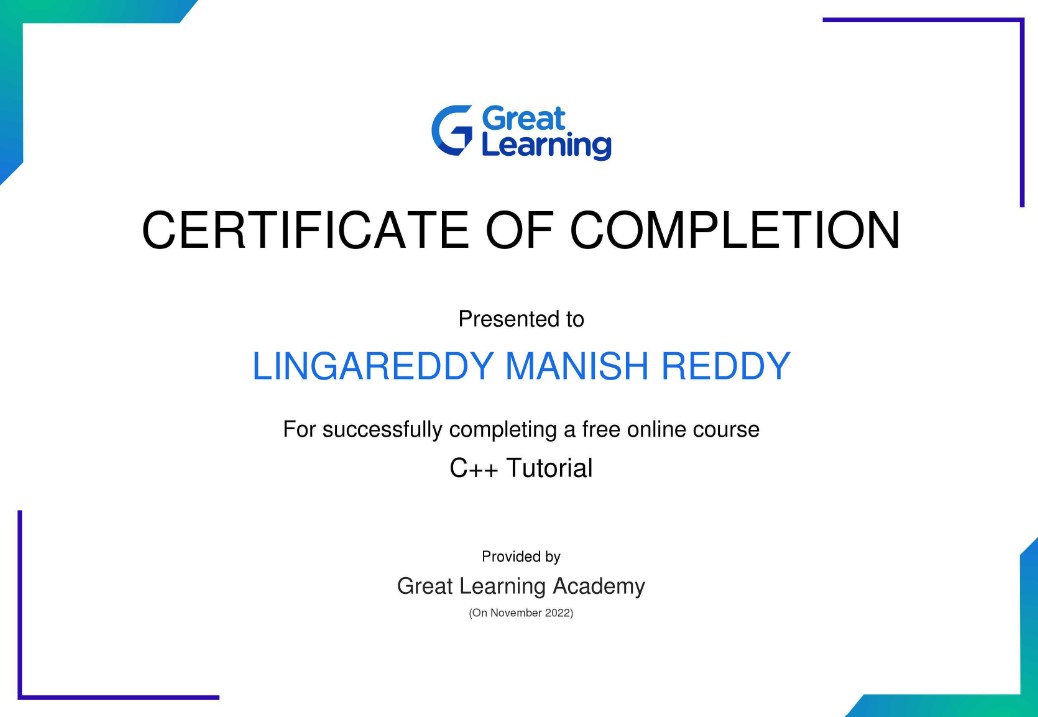 Great
Learning
CERTIFICATE OF COMPLETION
Presented to
LINGAREDDY MANISH REDDY
For successfully completing a free online course
C++ Tutorial
Provided by
Great Learning Academy
(On November 2022)